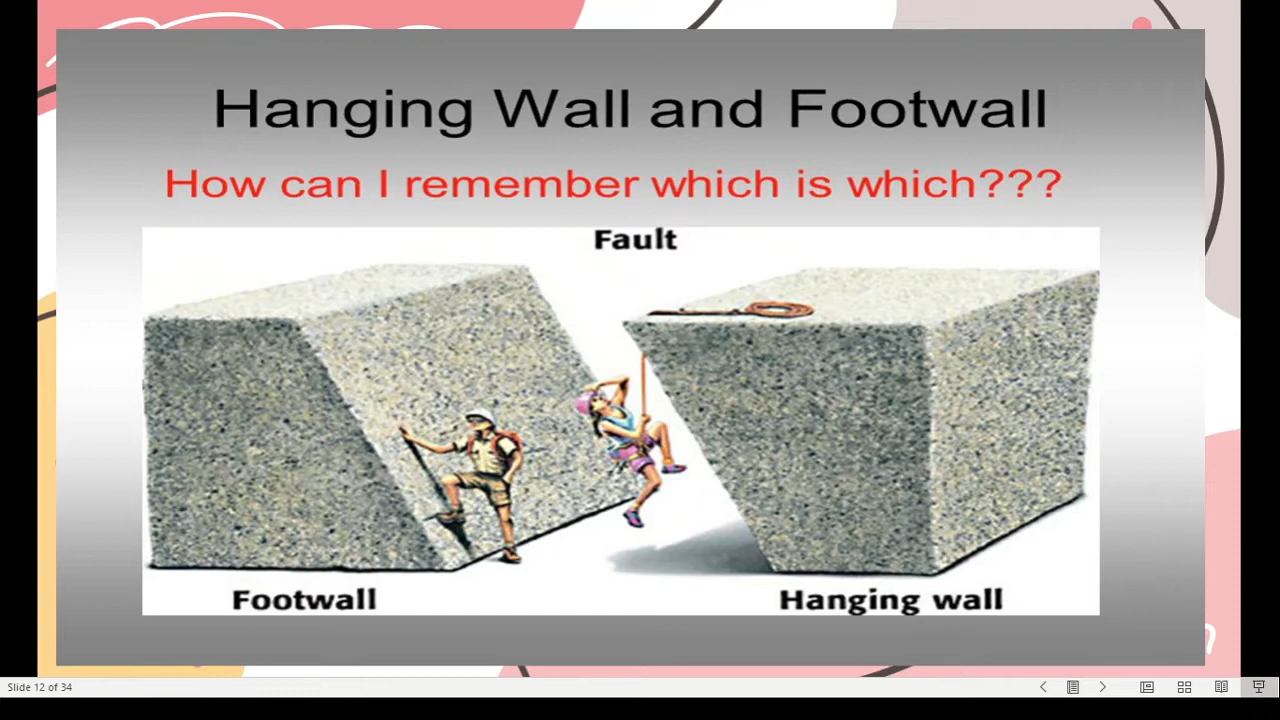 Hanging Wall and Footwall
How can I remember which is which???
Fault
Footwall
Hanging wall
Slide 12 of 34